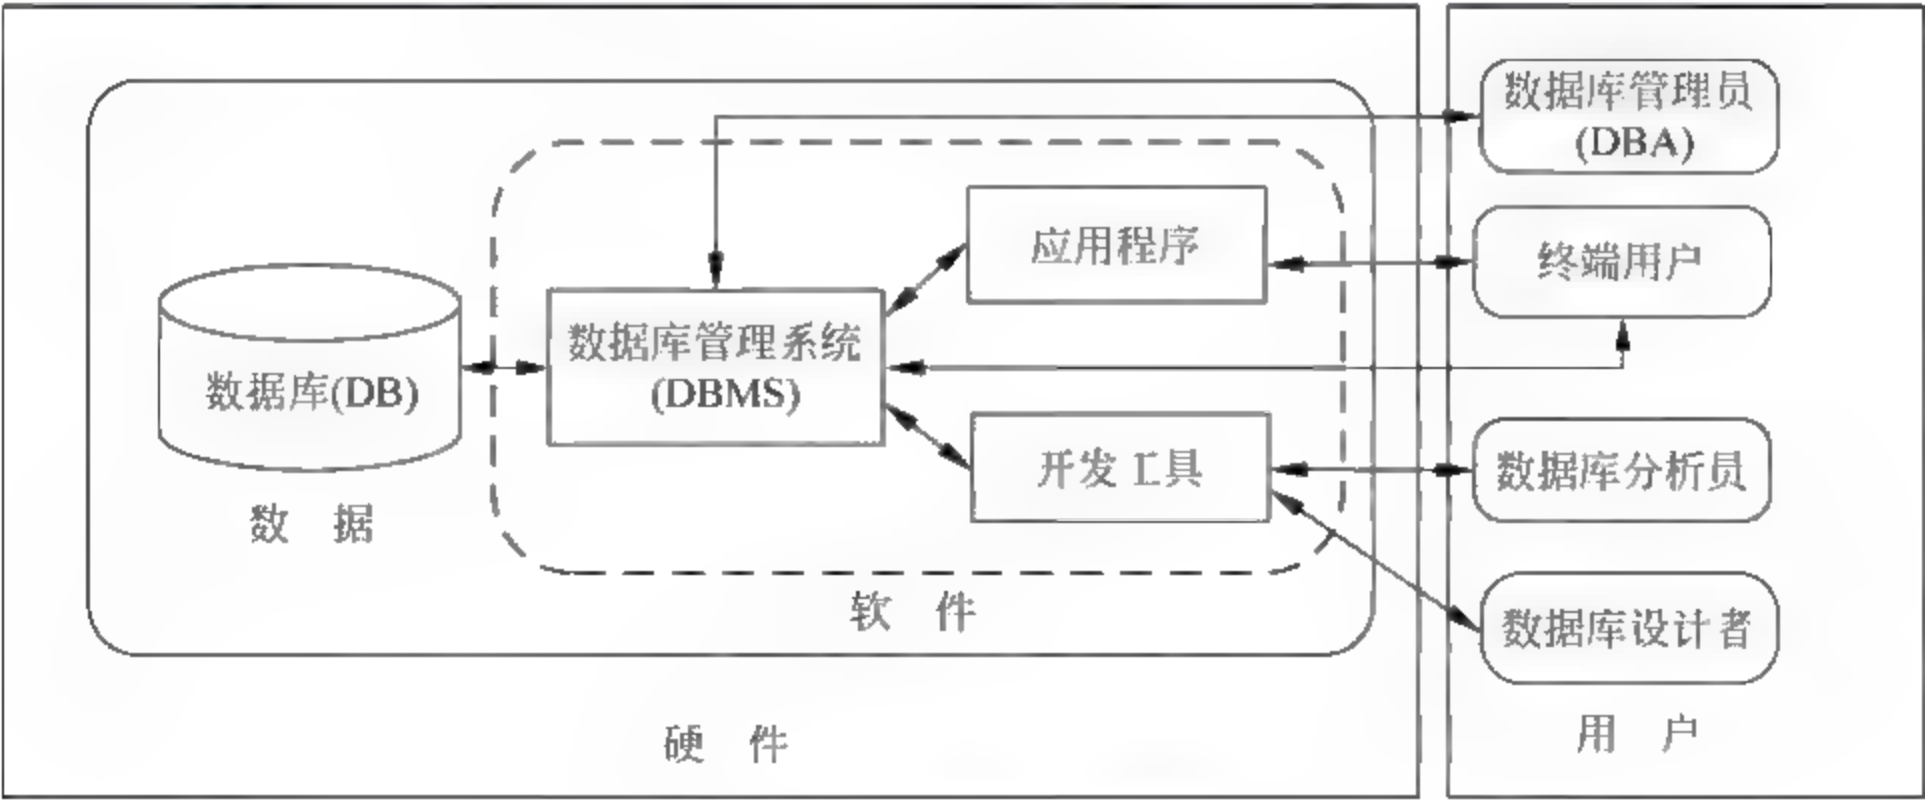 数据库管理员
(DBA)
应用程序
终端用户
数据库管理系统
(DBMS)
数据库(DB)
开发工具
数据库分析员
数据
软件
数据库设计者
硬件
用户